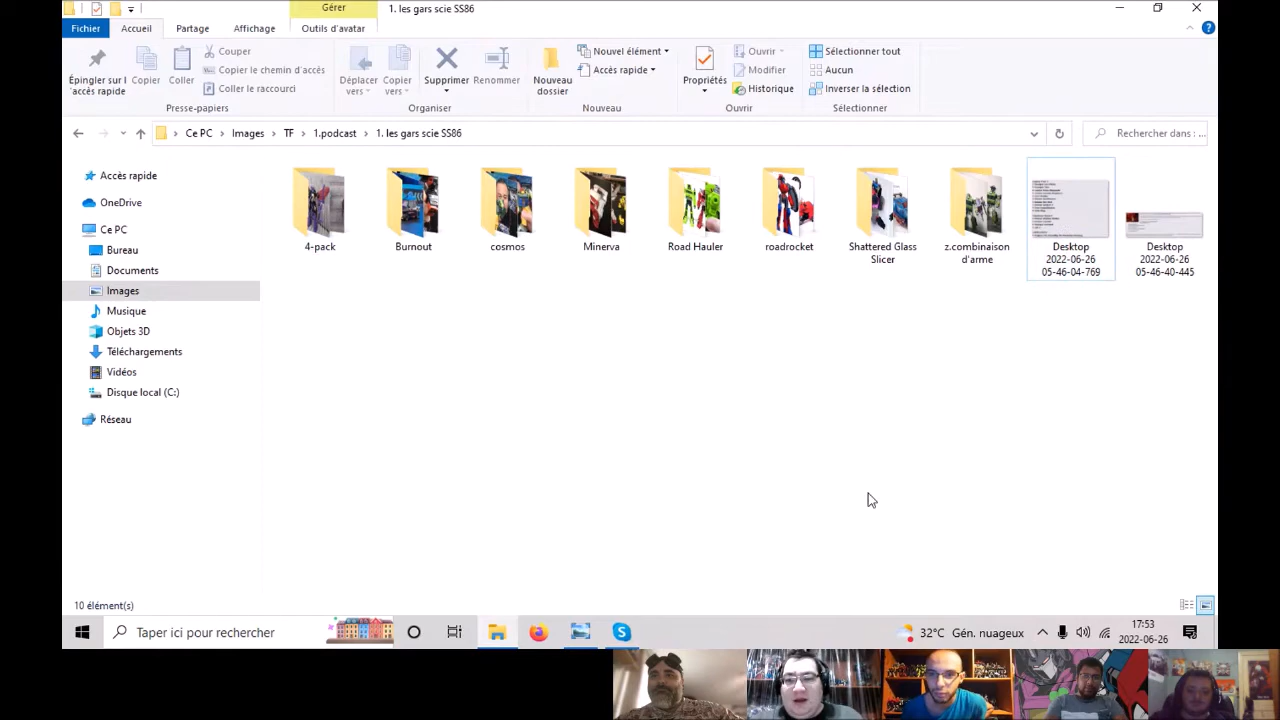 Gérer
1. les gars scie SS86
Fichier
Accueil
Partage
Affichage
Outils d'avatar
Épingler sur l
'accès rapide
Copier
Coller
Couper
Copier le chemin d'accès
Coller le raccourci
Presse-papiers
Déplacer
vers
Copier
vers
Supprimer
Renommer
Organiser
Nouveau
dossier
Nouvel élément
Accès rapide
Nouveau
Propriétés
Ouvrir
Modifier
Historique
Ouvrir
Sélectionner tout
Aucun
Inverser la sélection
Sélectionner
Ce PC > Images > TF > 1.podcast > 1. les gars scie SS86
Rechercher dans : ...
Accès rapide
OneDrive
Ce PC
Bureau
Documents
Images
Musique
Objets 3D
Téléchargements
Vidéos
Disque local (C:)
Réseau
4-pack
Burnout
cosmos
Minerva
Road Hauler
roadrocket
Shattered Glass
Slicer
z.combinaison
d'arme
Desktop
2022-06-26
05-46-04-769
Desktop
2022-06-26
05-46-40-445
10 élément(s)
Taper ici pour rechercher
32°C Gén. nuageux
17:53
2022-06-26